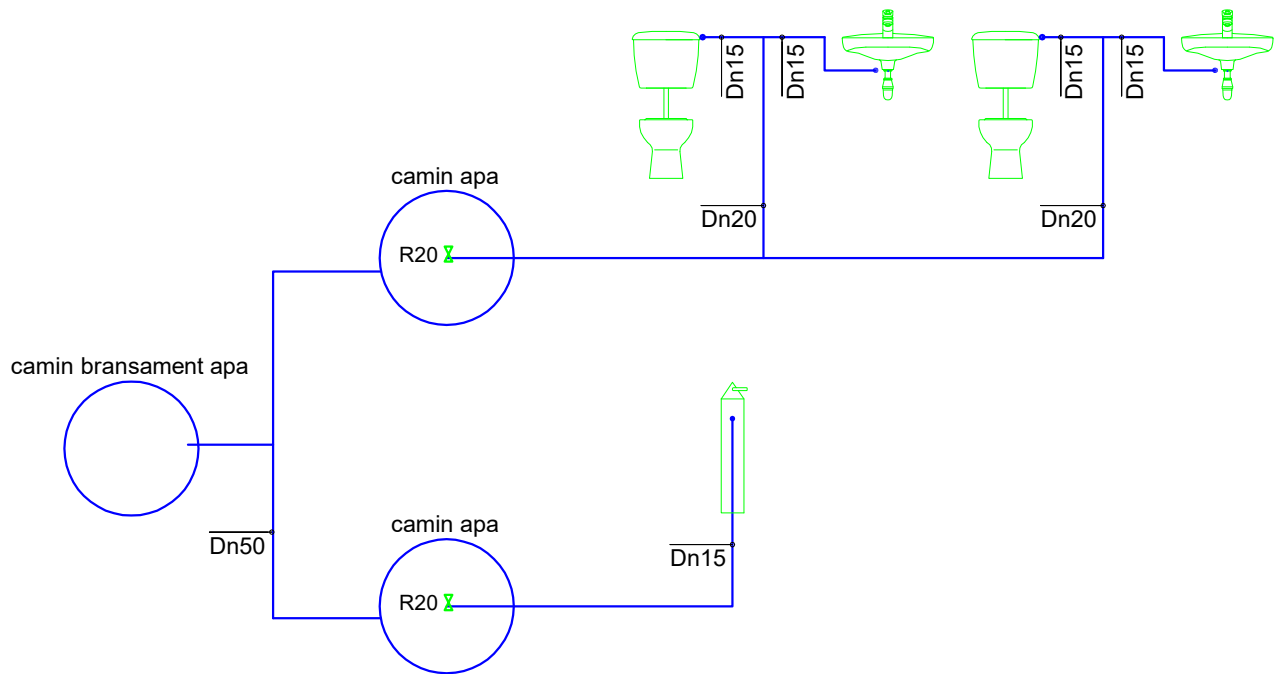 Dn15
Dn15
Dn15
Dn15
camin apa
Dn20
Dn20
R20
camin bransament apa
camin apa
Dn50
Dn15
R20